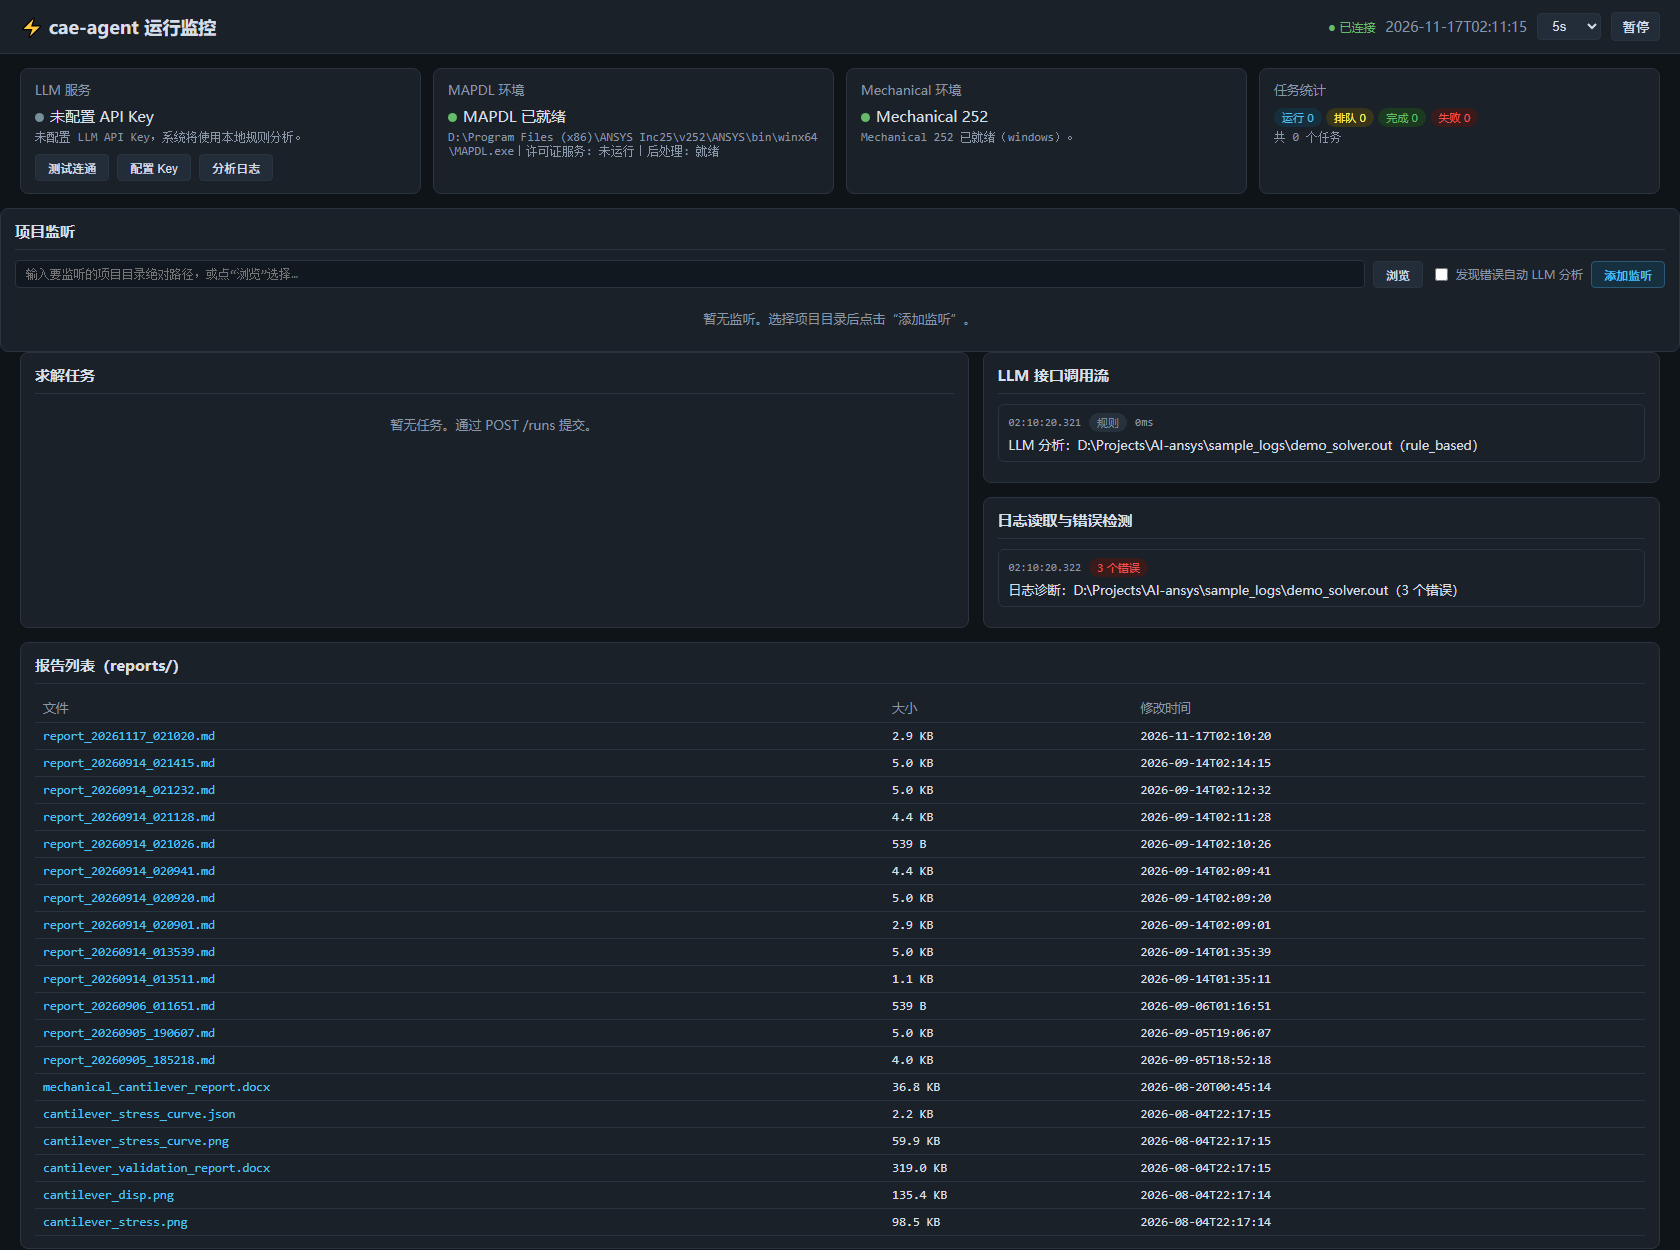 ⚡ cae-agent 运行监控
● 已连接 2026-11-17T02:11:15 5s 暂停
LLM 服务
未配置 API Key
未配置 LLM API Key，系统将使用本地规则分析。
测试连通 配置 Key 分析日志
MAPDL 环境
MAPDL 已就绪
D:\Program Files (x86)\ANSYS Inc25\v252\ANSYS\bin\winx64
\MAPDL.exe | 许可证服务: 未运行 | 后处理: 就绪
Mechanical 环境
Mechanical 252
Mechanical 252 已就绪（windows）。
任务统计
运行 0 排队 0 完成 0 失败 0
共 0 个任务
项目监听
输入要监听的项目目录绝对路径，或点“浏览”选择… 浏览 发现错误自动 LLM 分析 添加监听
暂无监听。选择项目目录后点击“添加监听”。
求解任务
暂无任务。通过 POST /runs 提交。
LLM 接口调用流
02:10:20.321 规则 0ms
LLM 分析：D:\Projects\AI-ansys\sample_logs\demo_solver.out（rule_based）
日志读取与错误检测
02:10:20.322 3 个错误
日志诊断：D:\Projects\AI-ansys\sample_logs\demo_solver.out（3 个错误）
报告列表（reports/）
文件 大小 修改时间
report_20261117_021020.md 2.9 KB 2026-11-17T02:10:20
report_20260914_021415.md 5.0 KB 2026-09-14T02:14:15
report_20260914_021232.md 5.0 KB 2026-09-14T02:12:32
report_20260914_021128.md 4.4 KB 2026-09-14T02:11:28
report_20260914_021026.md 539 B 2026-09-14T02:10:26
report_20260914_020941.md 4.4 KB 2026-09-14T02:09:41
report_20260914_020920.md 5.0 KB 2026-09-14T02:09:20
report_20260914_020901.md 2.9 KB 2026-09-14T02:09:01
report_20260914_013539.md 5.0 KB 2026-09-14T01:35:39
report_20260914_013511.md 1.1 KB 2026-09-14T01:35:11
report_20260906_011651.md 539 B 2026-09-06T01:16:51
report_20260905_190607.md 5.0 KB 2026-09-05T19:06:07
report_20260905_185218.md 4.0 KB 2026-09-05T18:52:18
mechanical_cantilever_report.docx 36.8 KB 2026-08-20T00:45:14
cantilever_stress_curve.json 2.2 KB 2026-08-04T22:17:15
cantilever_stress_curve.png 59.9 KB 2026-08-04T22:17:15
cantilever_validation_report.docx 319.0 KB 2026-08-04T22:17:15
cantilever_disp.png 135.4 KB 2026-08-04T22:17:14
cantilever_stress.png 98.5 KB 2026-08-04T22:17:14